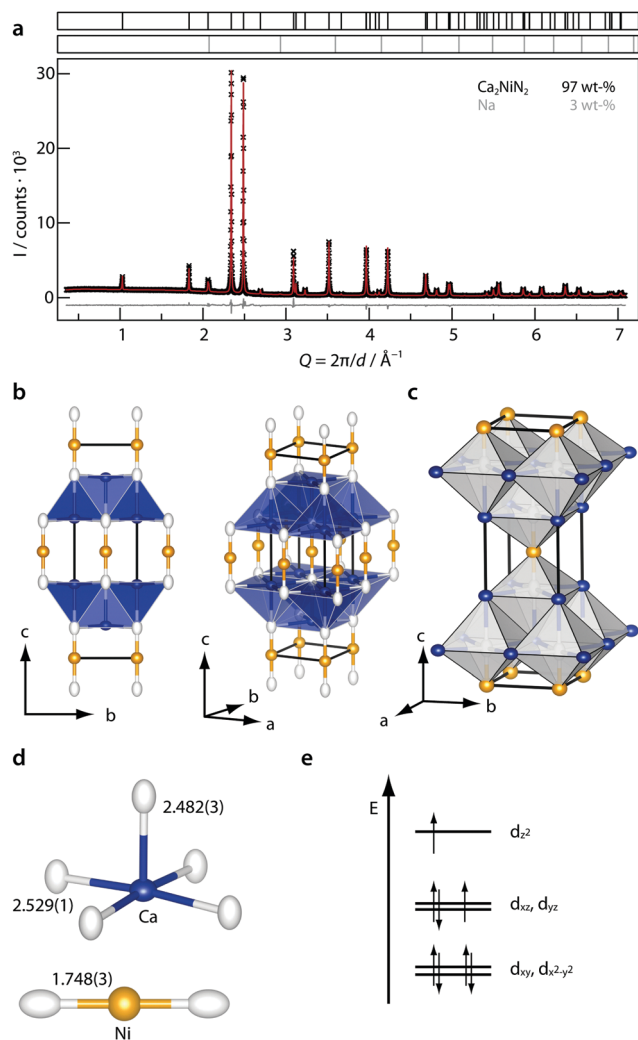 a
Ca₂NiN₂ 97 wt-%
Na 3 wt-%
30
20
10
0
I / counts · 10³
1 2 3 4 5 6 7
Q = 2π/d / Å⁻¹
b
c
c
b
c
b
a
c
a
b
d
2.482(3)
2.529(1)
Ca
1.748(3)
Ni
e
E
d_z²
d_xz, d_yz
d_xy, d_x²-y²